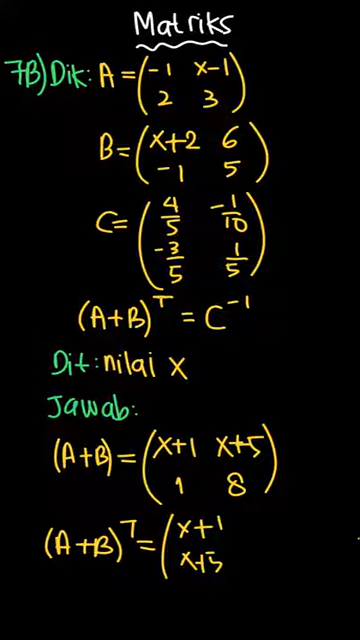 Matriks
7B) Dik: A = (-1 x-1
2 3)
B = (x+2 6
-1 5)
C = (4/5 -1/10
-3/5 1/5)
(A+B)^T = C^-1
Dit: nilai x
Jawab:
(A+B) = (x+1 x+5
1 8)
(A+B)^T = (x+1
x+5